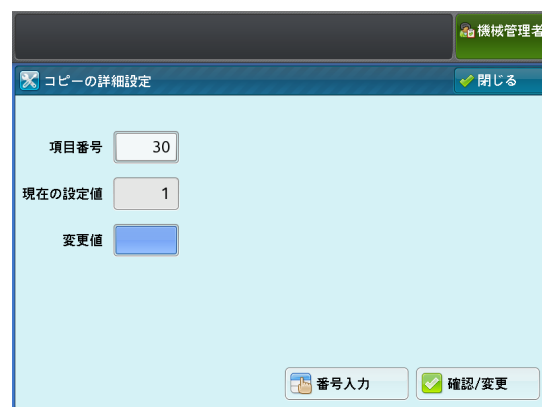 機械管理者
コピーの詳細設定
閉じる
項目番号 30
現在の設定値 1
変更値
番号入力
確認/変更